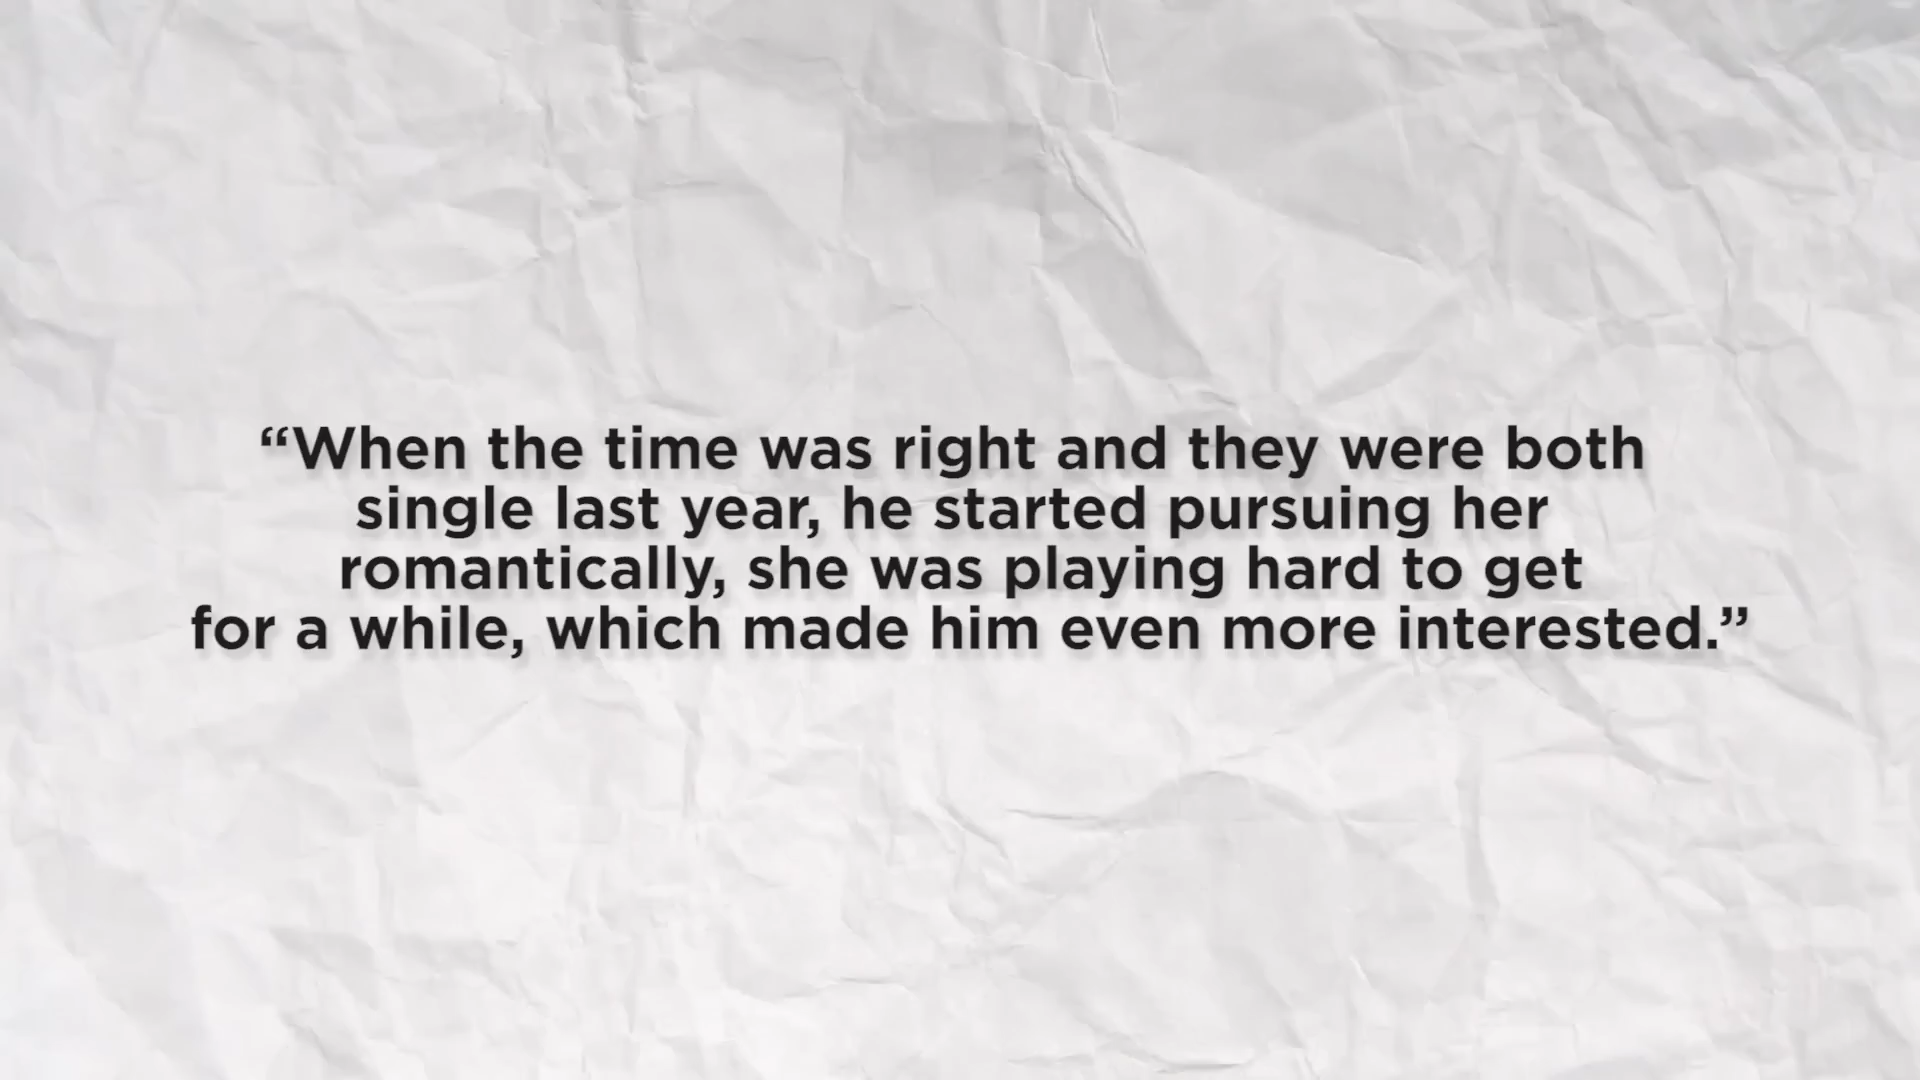 “When the time was right and they were both
single last year, he started pursuing her
romantically, she was playing hard to get
for a while, which made him even more interested.”